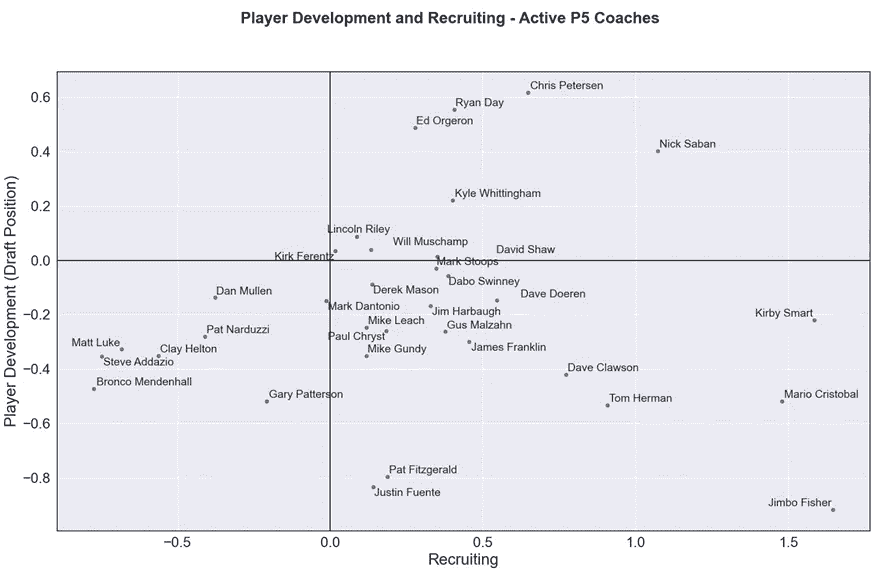 Player Development and Recruiting - Active P5 Coaches
Player Development (Draft Position)
0.6
0.4
0.2
0.0
−0.2
−0.4
−0.6
−0.8
Chris Petersen
Ryan Day
Ed Orgeron
Nick Saban
Kyle Whittingham
Lincoln Riley
Will Muschamp
David Shaw
Kirk Ferentz
Mark Stoops
Dabo Swinney
Derek Mason
Dan Mullen
Dave Doeren
Mark Dantonio
Jim Harbaugh
Kirby Smart
Mike Leach
Gus Malzahn
Pat Narduzzi
Paul Chryst
Matt Luke
Clay Helton
Mike Gundy
James Franklin
Steve Addazio
Dave Clawson
Bronco Mendenhall
Gary Patterson
Mario Cristobal
Tom Herman
Pat Fitzgerald
Justin Fuente
Jimbo Fisher
−0.5
0.0
0.5
1.0
1.5
Recruiting